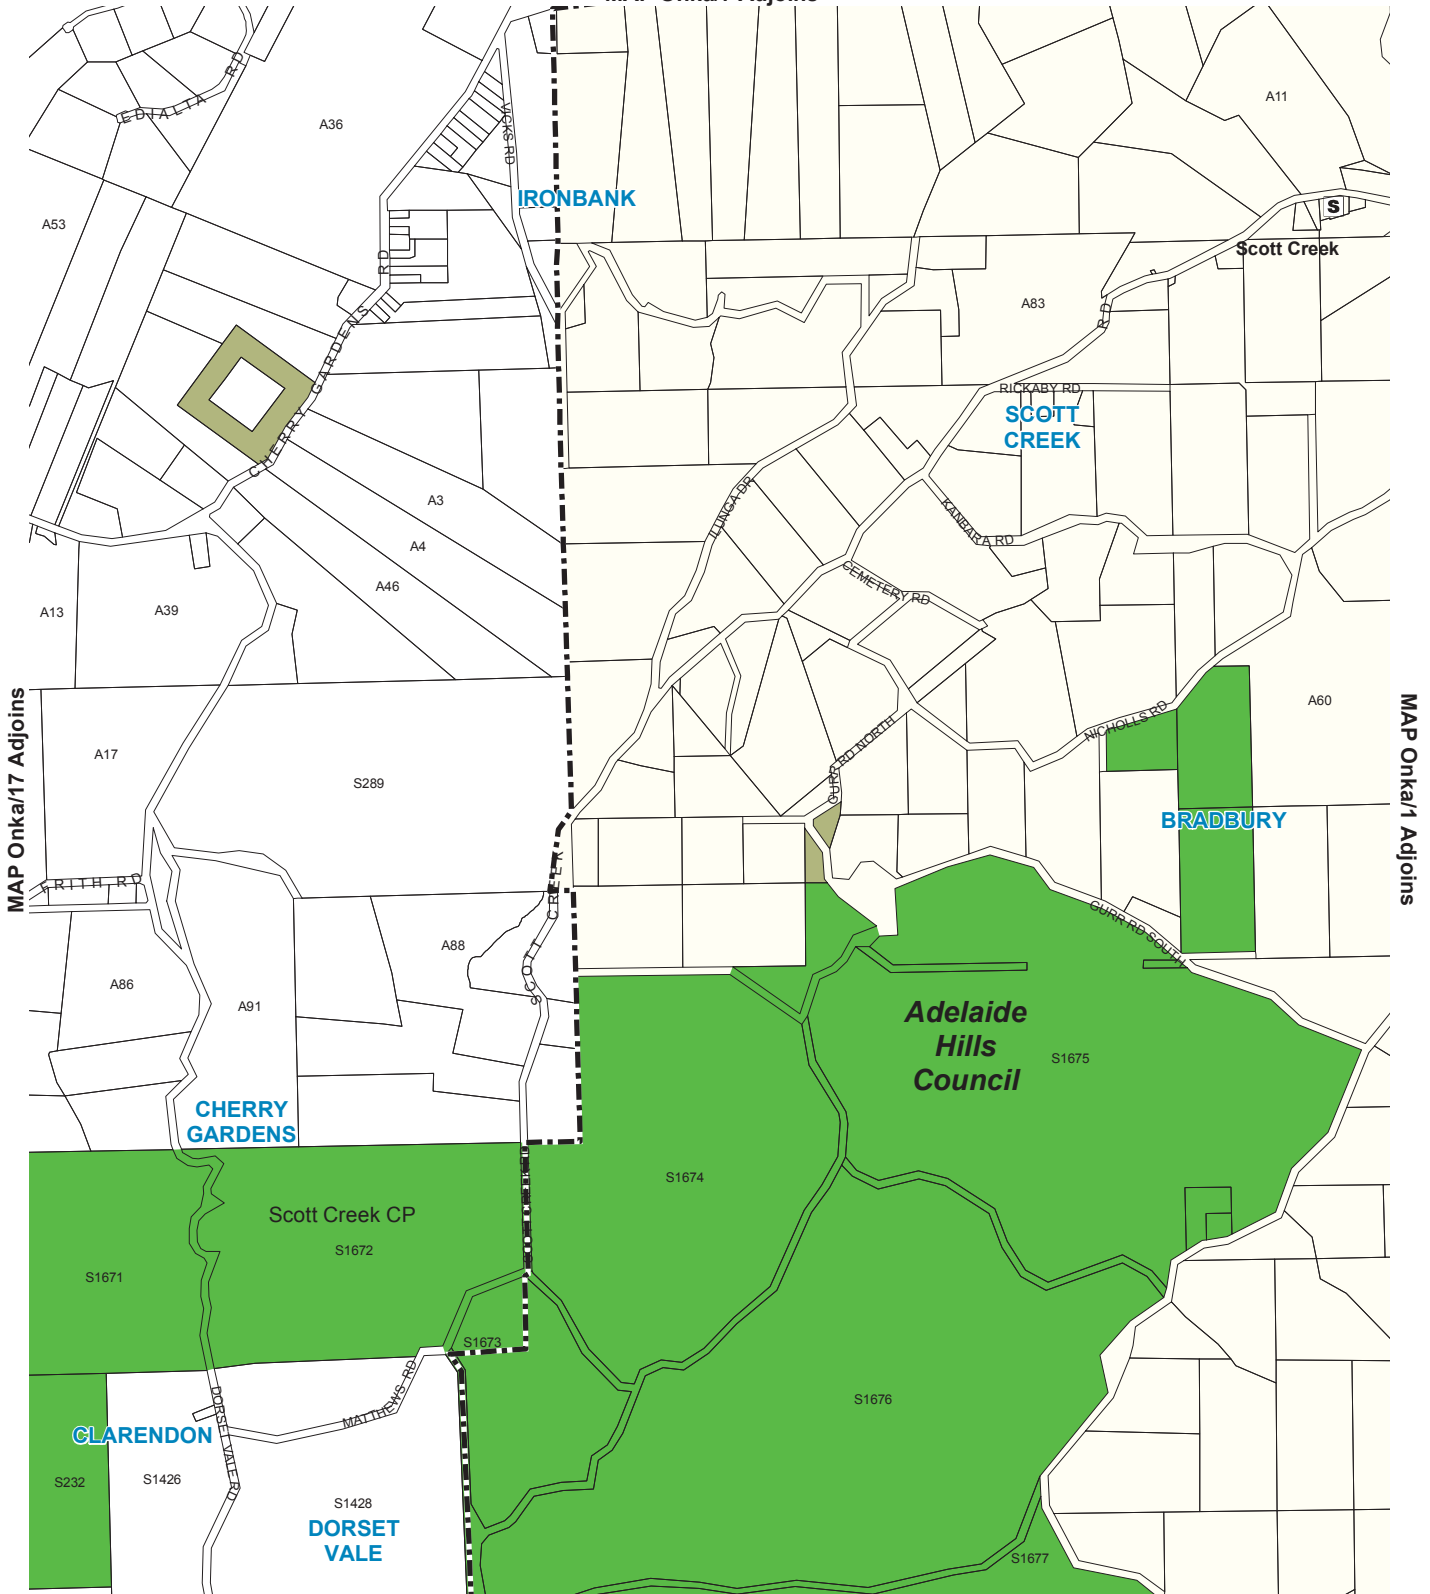 EDIALTA RD
A36
VICKS RD
A11
IRONBANK
A53
S
Scott Creek
A83
RD
CHERRY GARDENS RD
RICKABY RD
SCOTT
CREEK
A3
ILUNGA DR
KANBARA RD
A4
CEMETERY RD
A46
A13
A39
MAP Onka/17 Adjoins
MAP Onka/1 Adjoins
A60
NICHOLLS RD
GURR RD NORTH
A17
S289
BRADBURY
FRITH RD
SCOTT CREEK
GURR RD SOUTH
A88
A86
A91
Adelaide
Hills
Council
S1675
CHERRY
GARDENS
S1674
Scott Creek CP
S1672
S1671
S1673
MATTHEWS RD
DORSET VALE RD
S1676
CLARENDON
S232
S1426
S1428
DORSET
VALE
S1677